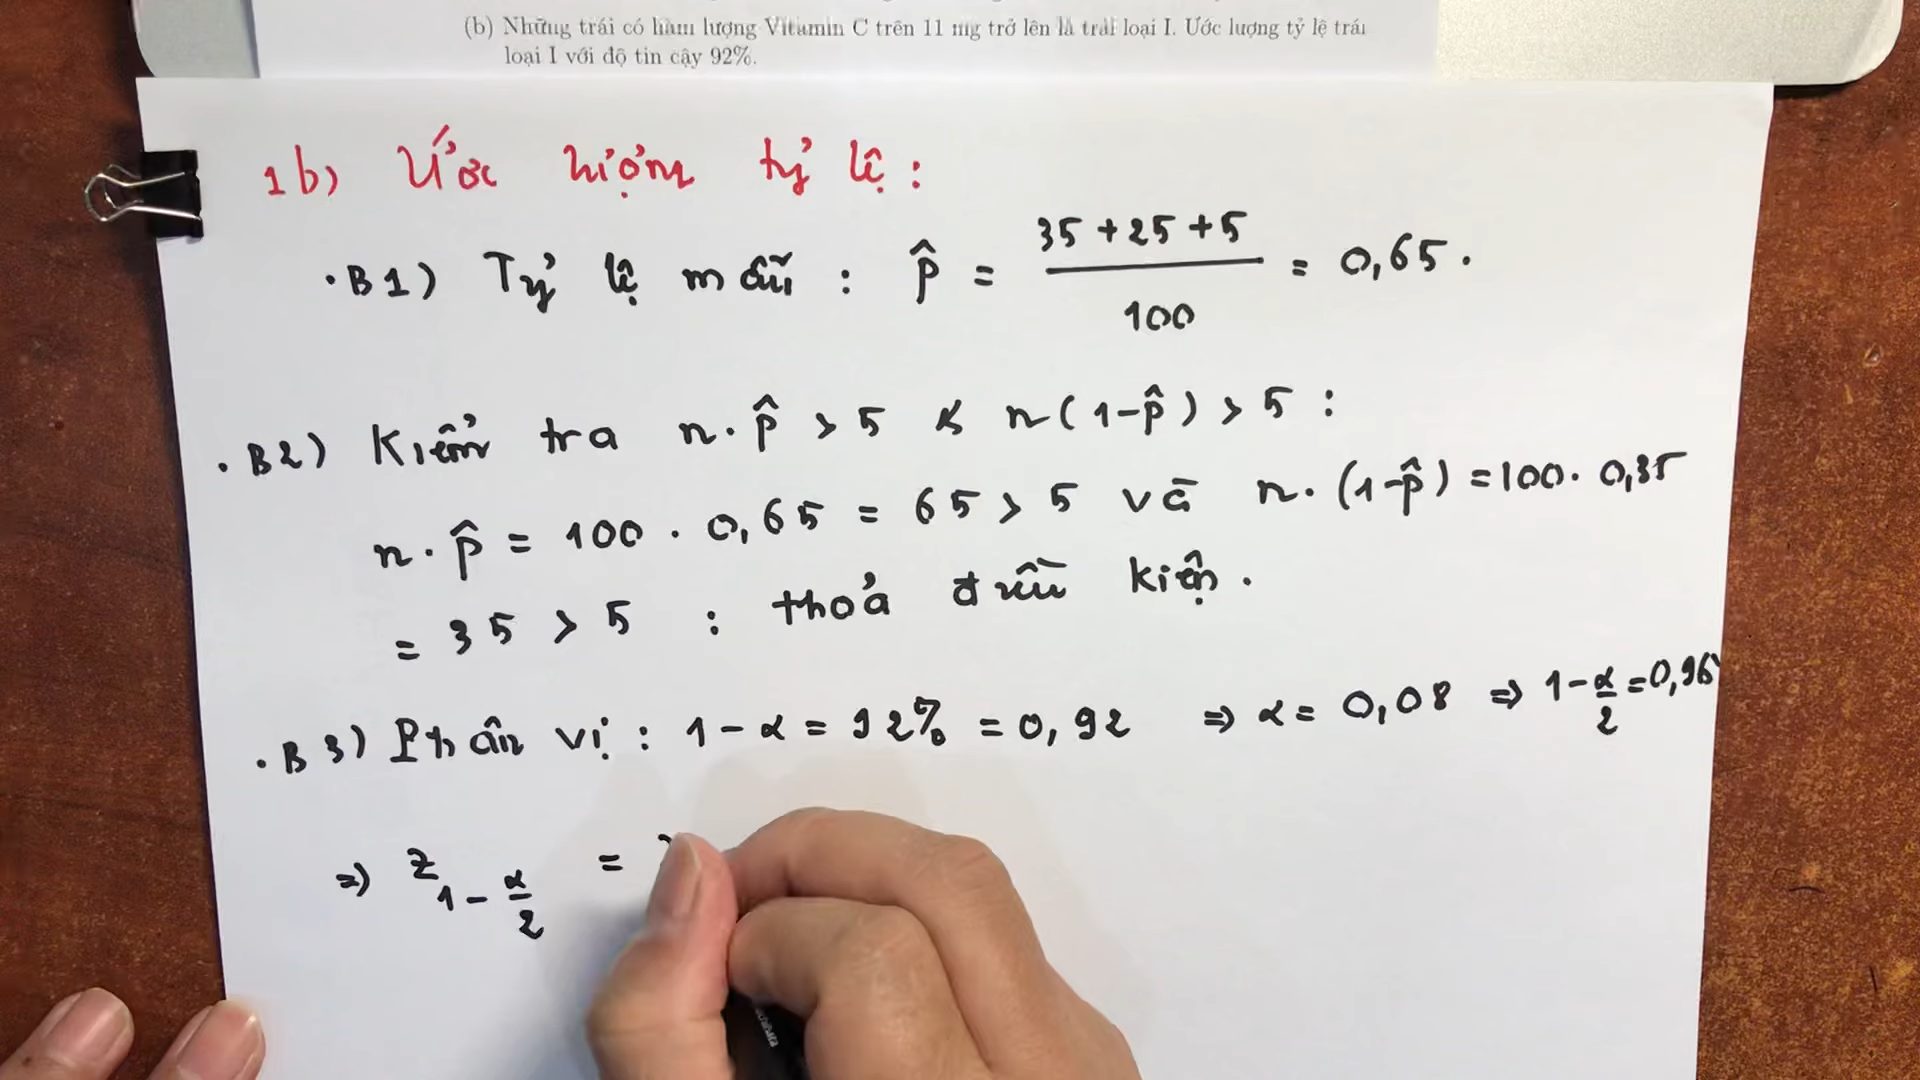 (b) Những trái có hàm lượng Vitamin C trên 11 mg trở lên là trái loại I. Ước lượng tỷ lệ trái
loại I với độ tin cậy 92%.
1b) Ước lượng tỷ lệ :
. B1) Tỷ lệ mẫu : p̂ = (35 + 25 + 5) / 100 = 0,65.
. B2) Kiểm tra n. p̂ > 5 & n(1-p̂) > 5 :
n. p̂ = 100 . 0,65 = 65 > 5 và n. (1-p̂) = 100. 0,35
= 35 > 5 : thoả điều kiện.
. B3) Phân vị : 1 - α = 92% = 0,92 ⇒ α = 0,08 ⇒ 1 - α/2 = 0,96
⇒ z 1 - α/2 =